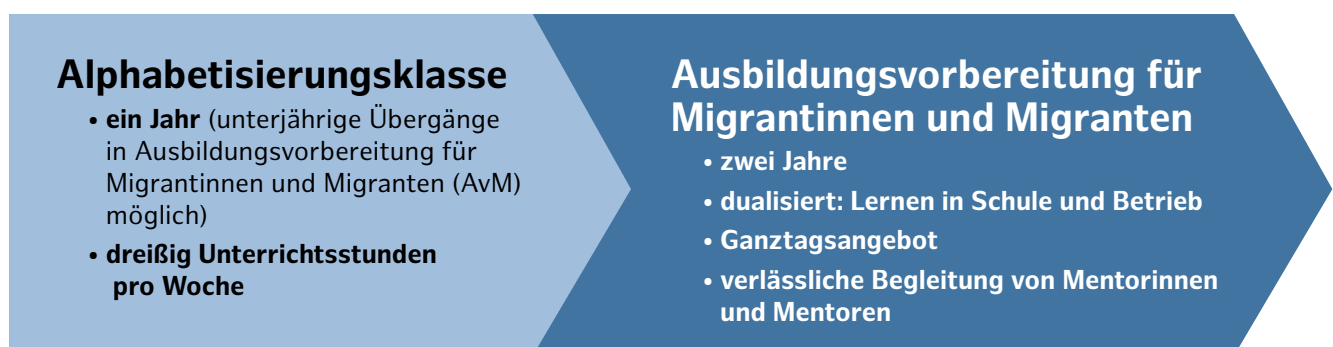 Alphabetisierungsklasse
• ein Jahr (unterjährige Übergänge
in Ausbildungsvorbereitung für
Migrantinnen und Migranten (AvM)
möglich)
• dreißig Unterrichtsstunden
pro Woche
Ausbildungsvorbereitung für
Migrantinnen und Migranten
• zwei Jahre
• dualisiert: Lernen in Schule und Betrieb
• Ganztagsangebot
• verlässliche Begleitung von Mentorinnen
und Mentoren